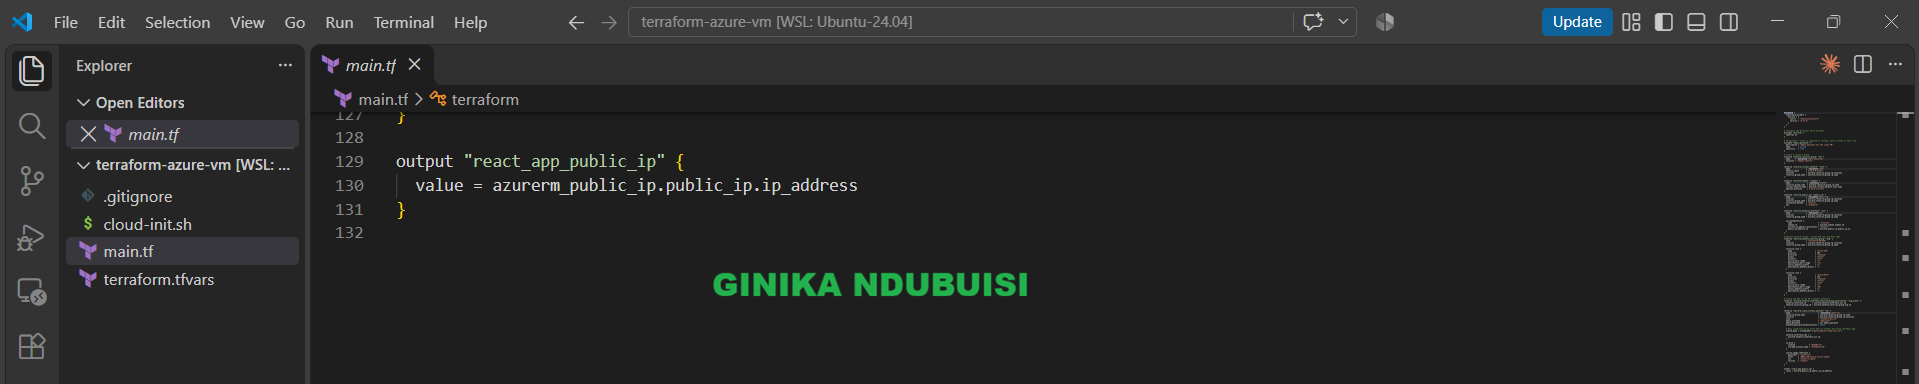 File Edit Selection View Go Run Terminal Help
terraform-azure-vm [WSL: Ubuntu-24.04]
Update
Explorer
Open Editors
main.tf
terraform-azure-vm [WSL: ...
.gitignore
$ cloud-init.sh
main.tf
terraform.tfvars
main.tf
main.tf > terraform
127 }
128
129 output "react_app_public_ip" {
130 value = azurerm_public_ip.public_ip.ip_address
131 }
132
GINIKA NDUBUISI